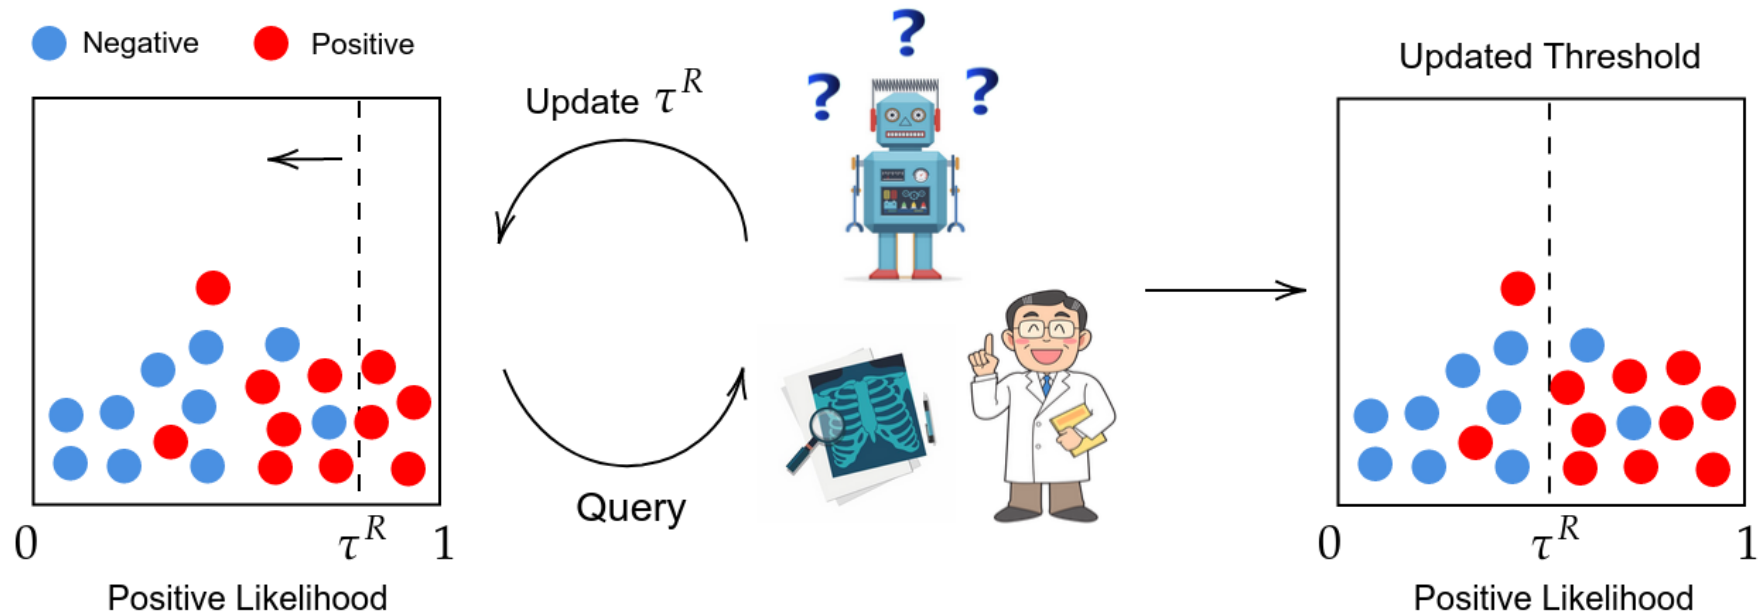 Negative
Positive
Update τ^R
? ? ?
Updated Threshold
Query
0 τ^R 1
Positive Likelihood
0 τ^R 1
Positive Likelihood